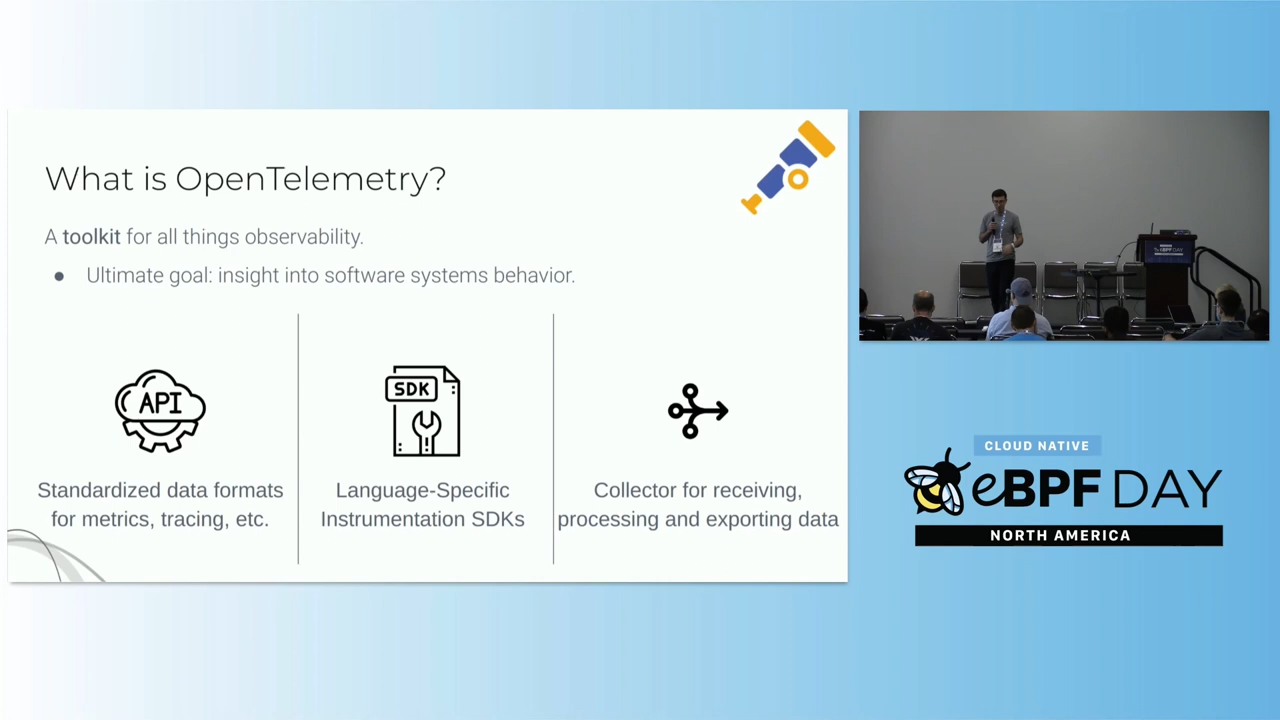 What is OpenTelemetry?
A toolkit for all things observability.
● Ultimate goal: insight into software systems behavior.
API
Standardized data formats
for metrics, tracing, etc.
SDK
Language-Specific
Instrumentation SDKs
Collector for receiving,
processing and exporting data
eBPF DAY
CLOUD NATIVE
eBPF DAY
NORTH AMERICA